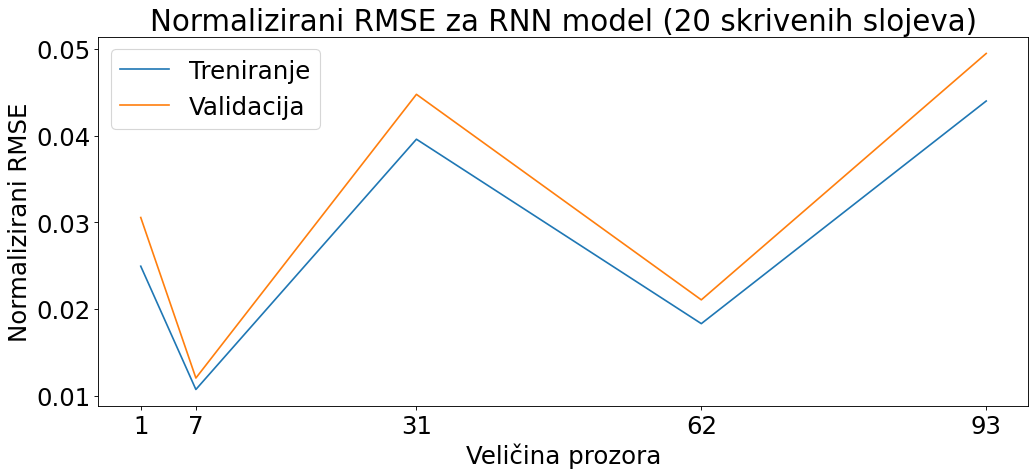 Normalizirani RMSE za RNN model (20 skrivenih slojeva)
Treniranje
Validacija
Normalizirani RMSE
0.05
0.04
0.03
0.02
0.01
1 7 31 62 93
Veličina prozora